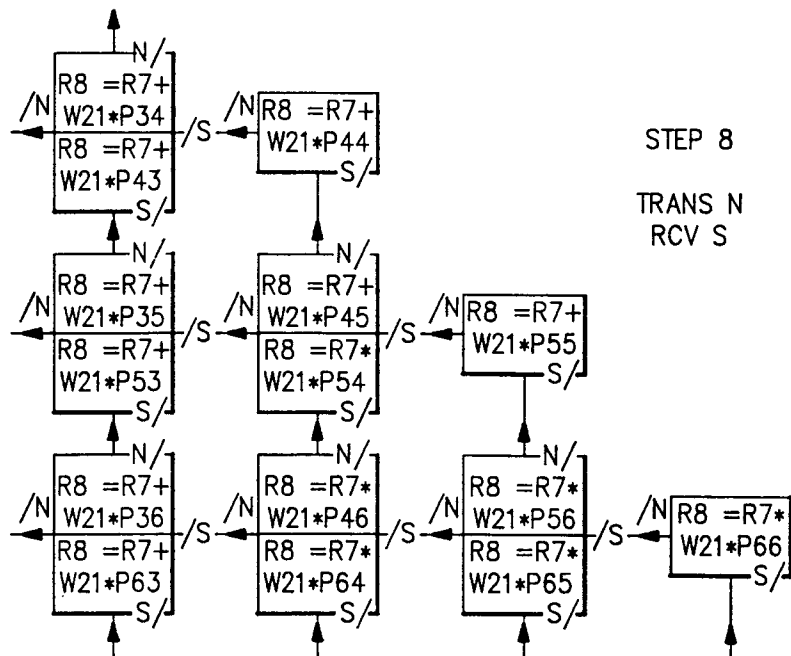 N/
R8 =R7+
W21*P34
R8 =R7+
W21*P43
S/
/N
/S
/N
R8 =R7+
W21*P44
S/
STEP 8
TRANS N
RCV S
N/
R8 =R7+
W21*P35
R8 =R7+
W21*P53
S/
/N
/S
/N
N/
R8 =R7+
W21*P45
R8 =R7*
W21*P54
S/
/S
/N
R8 =R7+
W21*P55
S/
N/
R8 =R7+
W21*P36
R8 =R7+
W21*P63
S/
/N
/S
/N
N/
R8 =R7*
W21*P46
R8 =R7*
W21*P64
S/
/S
/N
N/
R8 =R7*
W21*P56
R8 =R7*
W21*P65
S/
/S
/N
R8 =R7*
W21*P66
S/